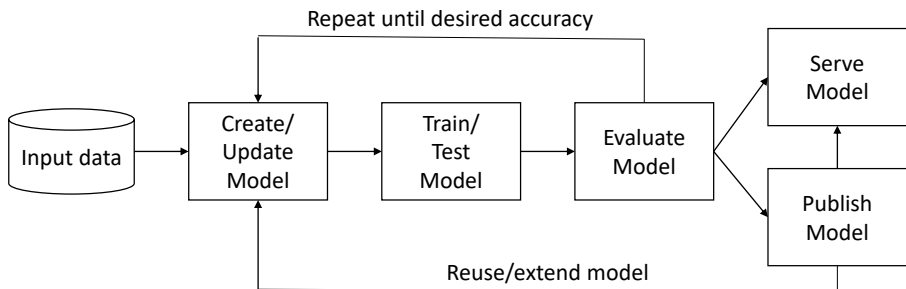 Repeat until desired accuracy
Input data
Create/
Update
Model
Train/
Test
Model
Evaluate
Model
Serve
Model
Publish
Model
Reuse/extend model